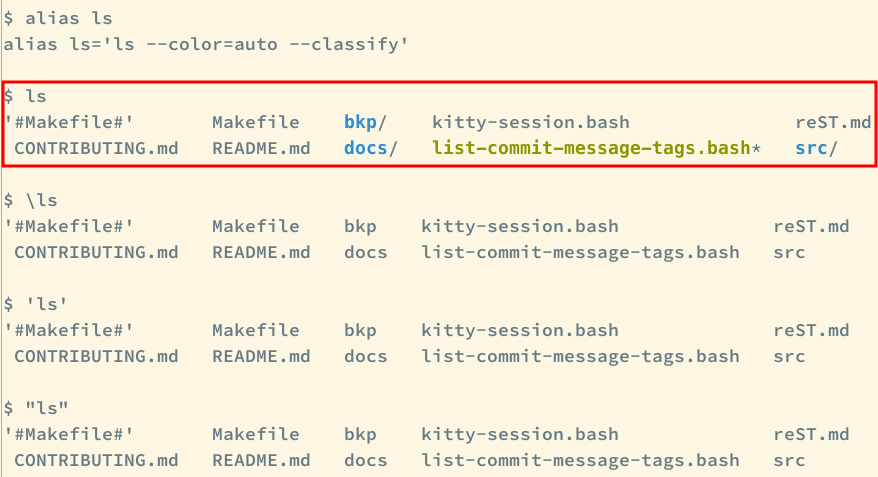 $ alias ls
alias ls='ls --color=auto --classify'
$ ls
'#Makefile#' Makefile bkp/ kitty-session.bash reST.md
CONTRIBUTING.md README.md docs/ list-commit-message-tags.bash* src/
$ \ls
'#Makefile#' Makefile bkp kitty-session.bash reST.md
CONTRIBUTING.md README.md docs list-commit-message-tags.bash src
$ 'ls'
'#Makefile#' Makefile bkp kitty-session.bash reST.md
CONTRIBUTING.md README.md docs list-commit-message-tags.bash src
$ "ls"
'#Makefile#' Makefile bkp kitty-session.bash reST.md
CONTRIBUTING.md README.md docs list-commit-message-tags.bash src